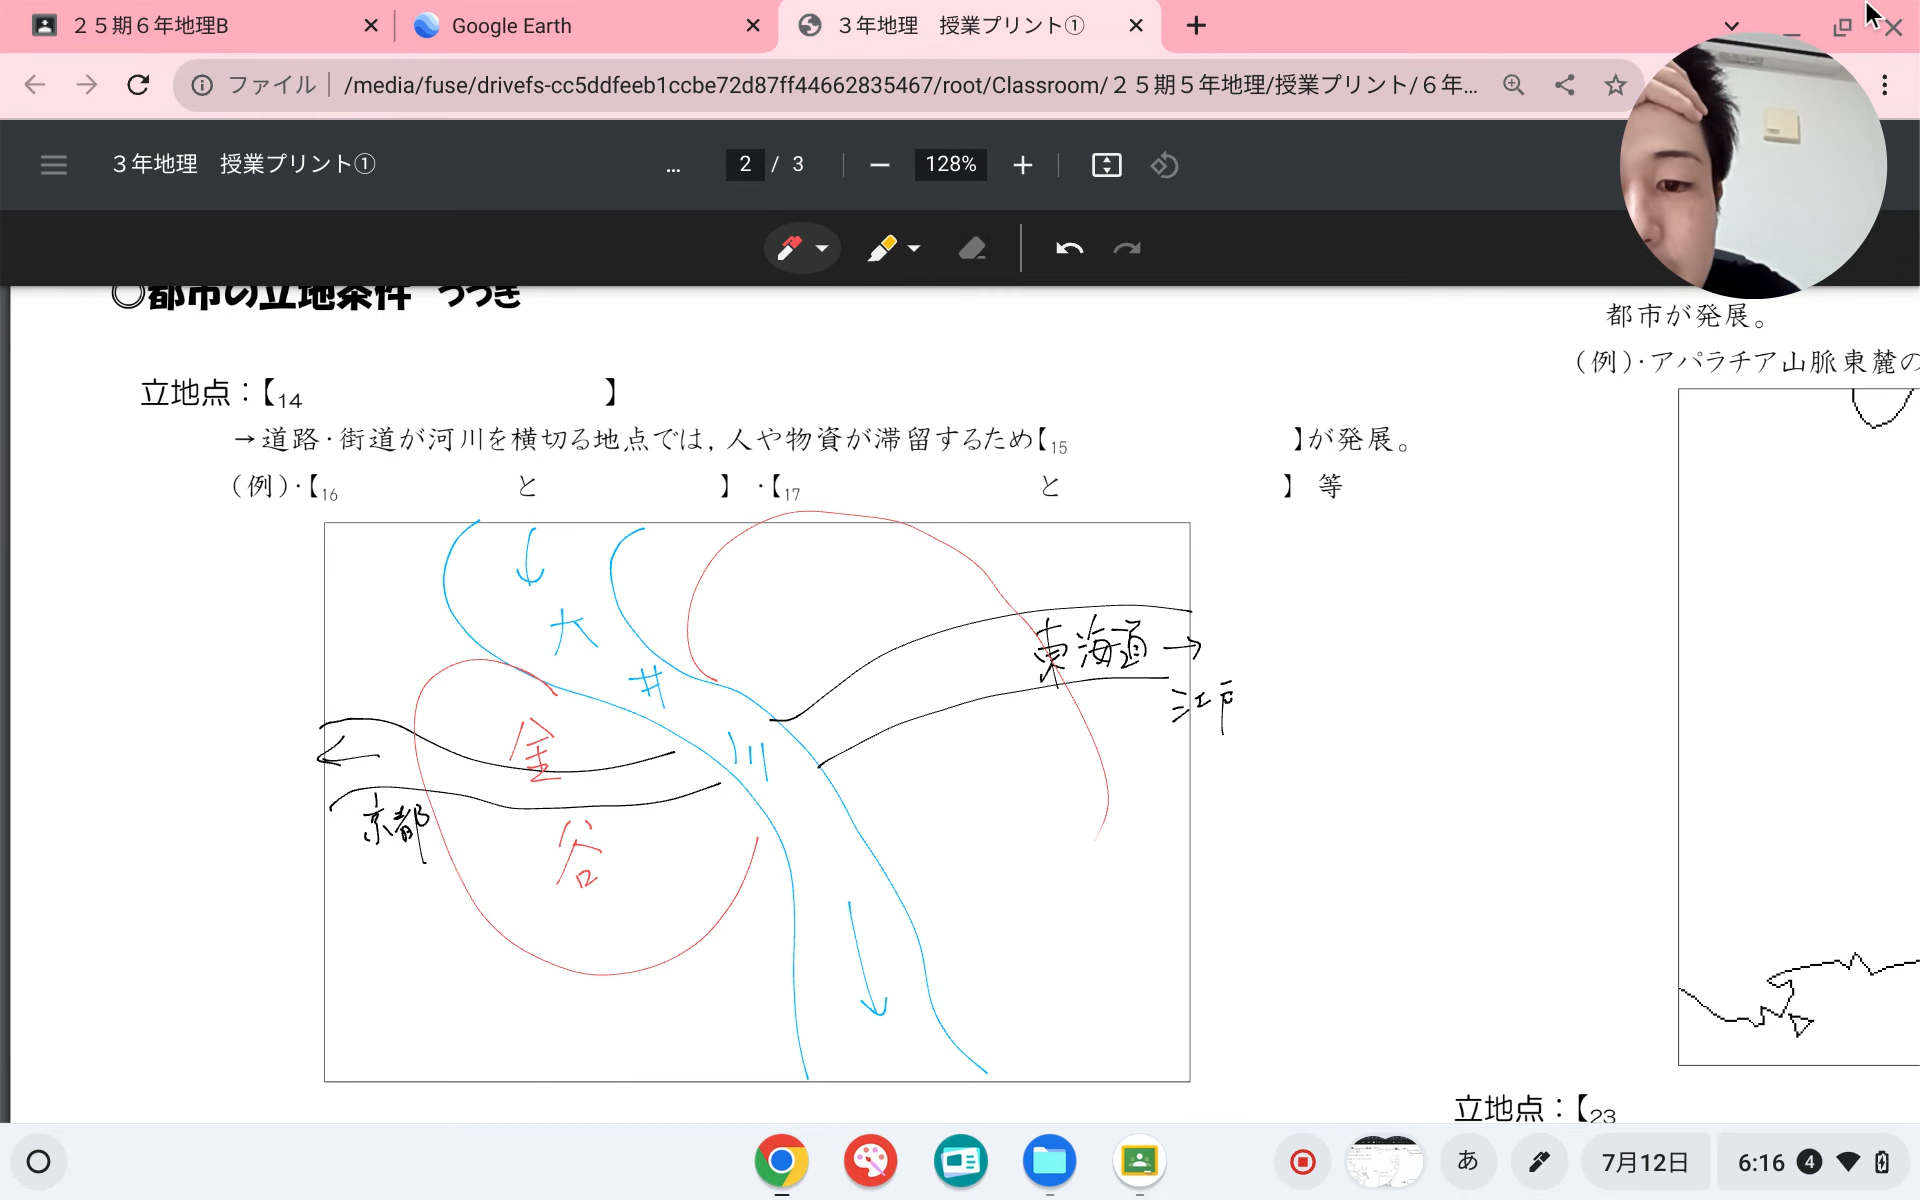 ２５期６年地理B
Google Earth
３年地理　授業プリント①
ファイル
/media/fuse/drivefs-cc5ddfeeb1ccbe72d87ff44662835467/root/Classroom/２５期５年地理/授業プリント/６年...
３年地理　授業プリント①
...
2 / 3
128%
○都市の立地条件　つづき
都市が発展。
（例）・アパラチア山脈東麓の
立地点：【14　　　】
→道路・街道が河川を横切る地点では，人や物資が滞留するため【15　　　】が発展。
（例）・【16　　　と　　　】・【17　　　と　　　】等
大
井
川
東海道→
江戸
金
谷
←
京都
立地点：【23
あ
7月12日
6:16
4